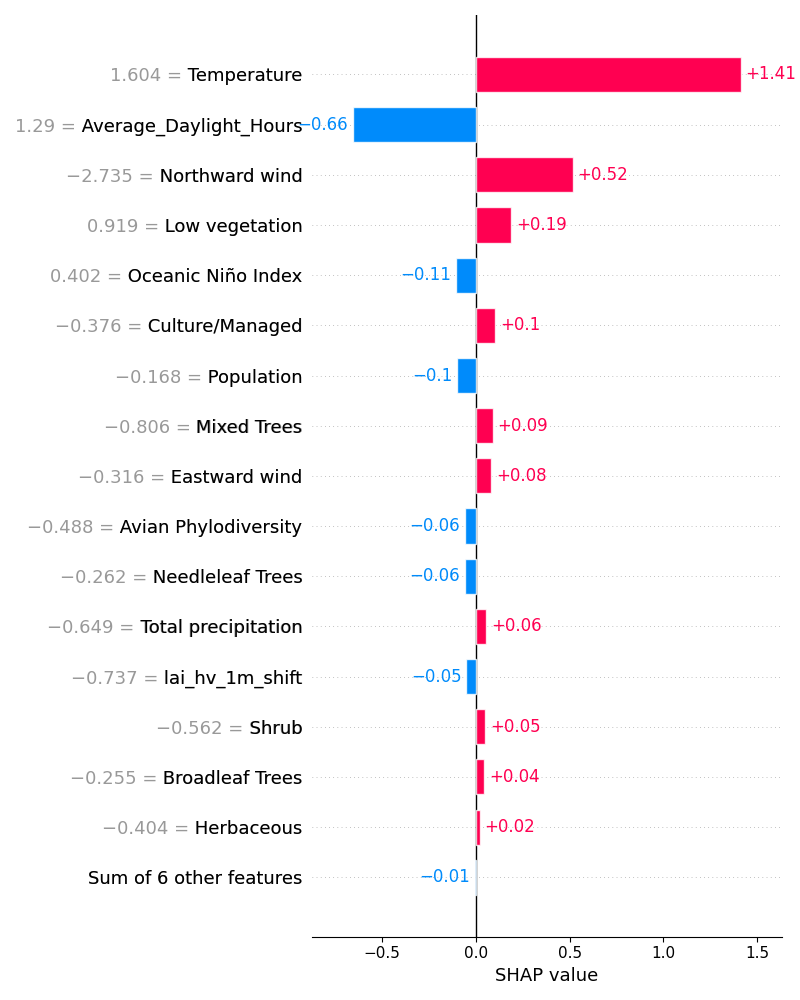 1.604 = Temperature +1.41
1.29 = Average_Daylight_Hours −0.66
−2.735 = Northward wind +0.52
0.919 = Low vegetation +0.19
0.402 = Oceanic Niño Index −0.11
−0.376 = Culture/Managed +0.1
−0.168 = Population −0.1
−0.806 = Mixed Trees +0.09
−0.316 = Eastward wind +0.08
−0.488 = Avian Phylodiversity −0.06
−0.262 = Needleleaf Trees −0.06
−0.649 = Total precipitation +0.06
−0.737 = lai_hv_1m_shift −0.05
−0.562 = Shrub +0.05
−0.255 = Broadleaf Trees +0.04
−0.404 = Herbaceous +0.02
Sum of 6 other features −0.01
−0.5 0.0 0.5 1.0 1.5
SHAP value